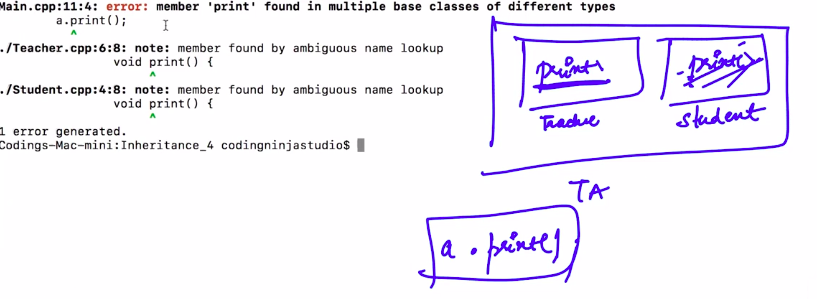 Main.cpp:11:4: error: member 'print' found in multiple base classes of different types
a.print();
^
./Teacher.cpp:6:8: note: member found by ambiguous name lookup
void print() {
^
./Student.cpp:4:8: note: member found by ambiguous name lookup
void print() {
^
1 error generated.
Codings-Mac-mini:Inheritance_4 codingninjastudio$
print
print()
Student
TA
a . print()